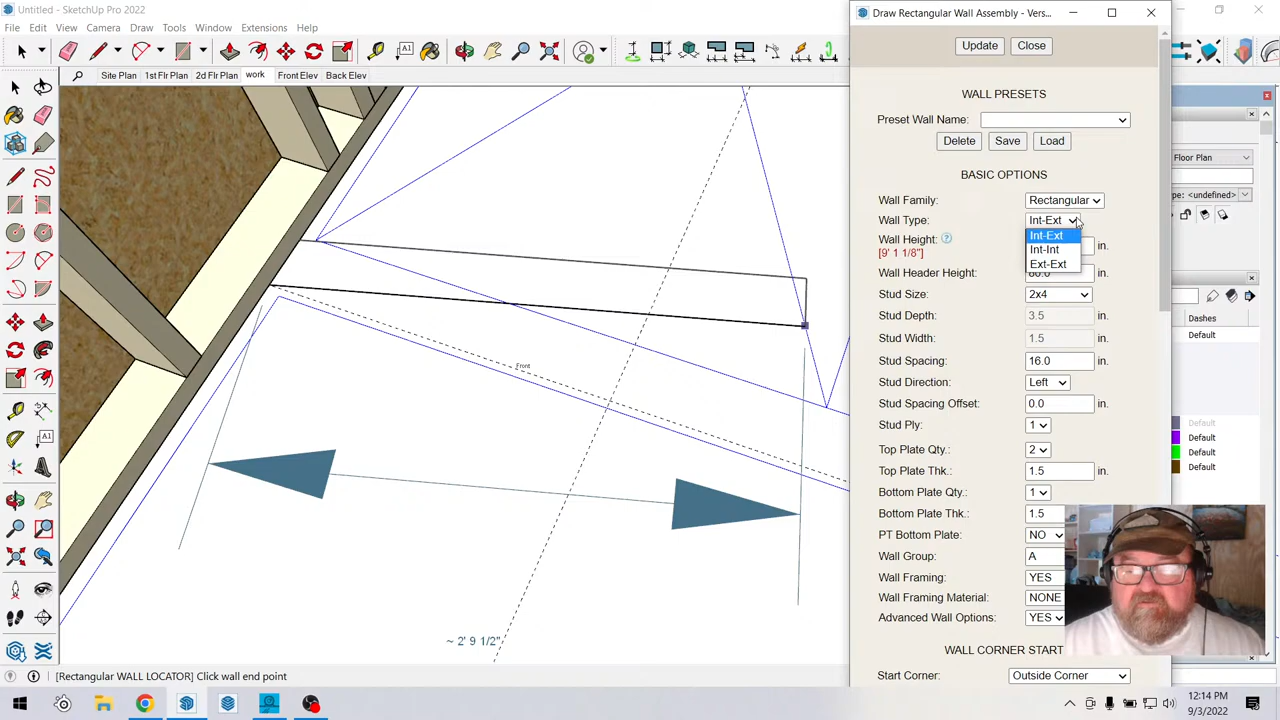 Untitled - SketchUp Pro 2022
Draw Rectangular Wall Assembly - Vers...
File Edit View Camera Draw Tools Window Extensions Help
Update Close
Site Plan 1st Flr Plan 2d Flr Plan work Front Elev Back Elev
WALL PRESETS
Preset Wall Name:
Delete Save Load
BASIC OPTIONS
Wall Family: Rectangular
Wall Type: Int-Ext
Int-Ext
Int-Int
Ext-Ext
Wall Height: ? in.
[9' 1 1/8"]
Wall Header Height: in.
Stud Size: 2x4
Stud Depth: 3.5 in.
Stud Width: 1.5 in.
Stud Spacing: 16.0 in.
Stud Direction: Left
Stud Spacing Offset: 0.0 in.
Stud Ply: 1
Top Plate Qty.: 2
Top Plate Thk.: 1.5 in.
Bottom Plate Qty.: 1
Bottom Plate Thk.: 1.5
PT Bottom Plate: NO
Wall Group: A
Wall Framing: YES
Wall Framing Material: NONE
Advanced Wall Options: YES
WALL CORNER START
Start Corner: Outside Corner
Floor Plan
ype: <undefined>
Dashes
Default
Default
Default
Default
Default
Front
~ 2' 9 1/2"
[Rectangular WALL LOCATOR] Click wall end point
12:14 PM
9/3/2022